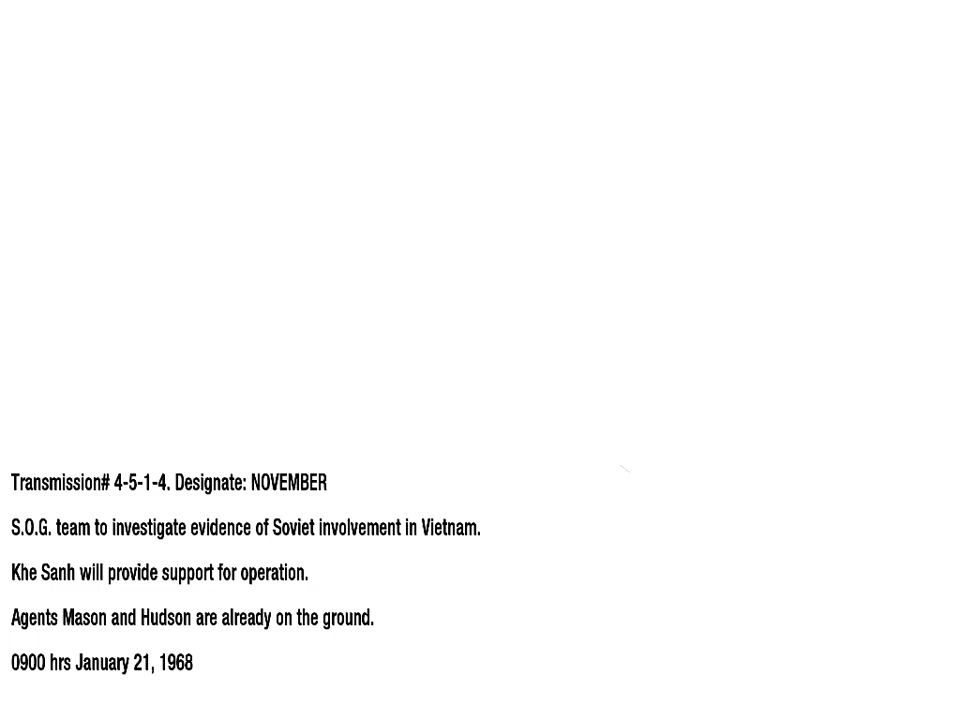 Transmission# 4-5-1-4. Designate: NOVEMBER
S.O.G. team to investigate evidence of Soviet involvement in Vietnam.
Khe Sanh will provide support for operation.
Agents Mason and Hudson are already on the ground.
0900 hrs January 21, 1968